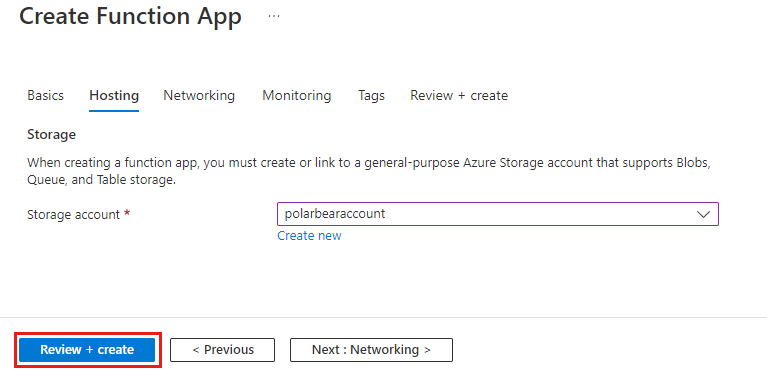 Create Function App ...
Basics Hosting Networking Monitoring Tags Review + create
Storage
When creating a function app, you must create or link to a general-purpose Azure Storage account that supports Blobs,
Queue, and Table storage.
Storage account * polarbearaccount
Create new
Review + create < Previous Next : Networking >